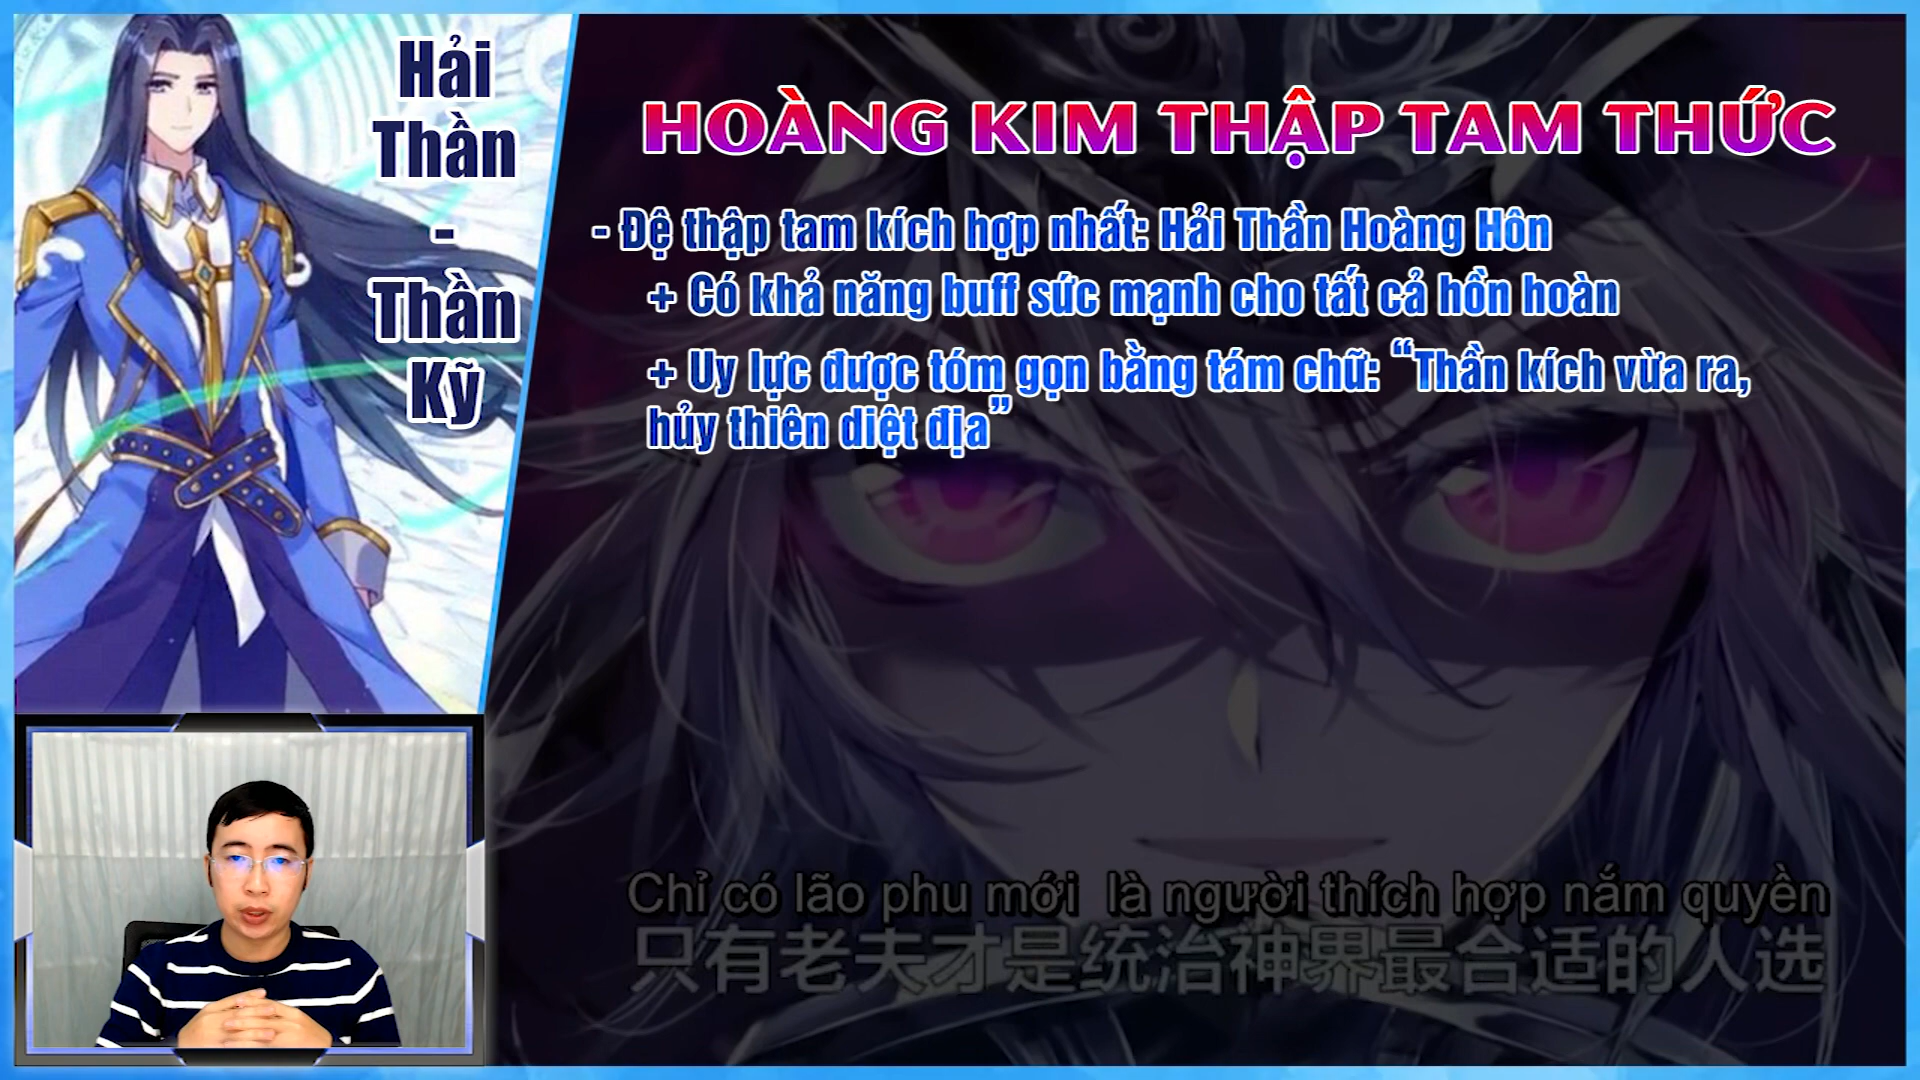 Hải
Thần
-
Thần
Kỹ
HOÀNG KIM THẬP TAM THỨC
- Đệ thập tam kích hợp nhất: Hải Thần Hoàng Hôn
+ Có khả năng buff sức mạnh cho tất cả hồn hoàn
+ Uy lực được tóm gọn bằng tám chữ: “Thần kích vừa ra,
hủy thiên diệt địa”
Chỉ có lão phu mới là người thích hợp nắm quyền
只有老夫才是统治神界最合适的人选